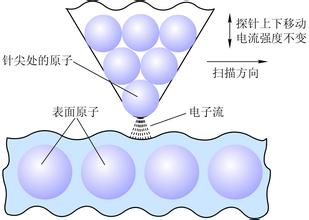 探针上下移动
电流强度不变
针尖处的原子
扫描方向
表面原子
电子流